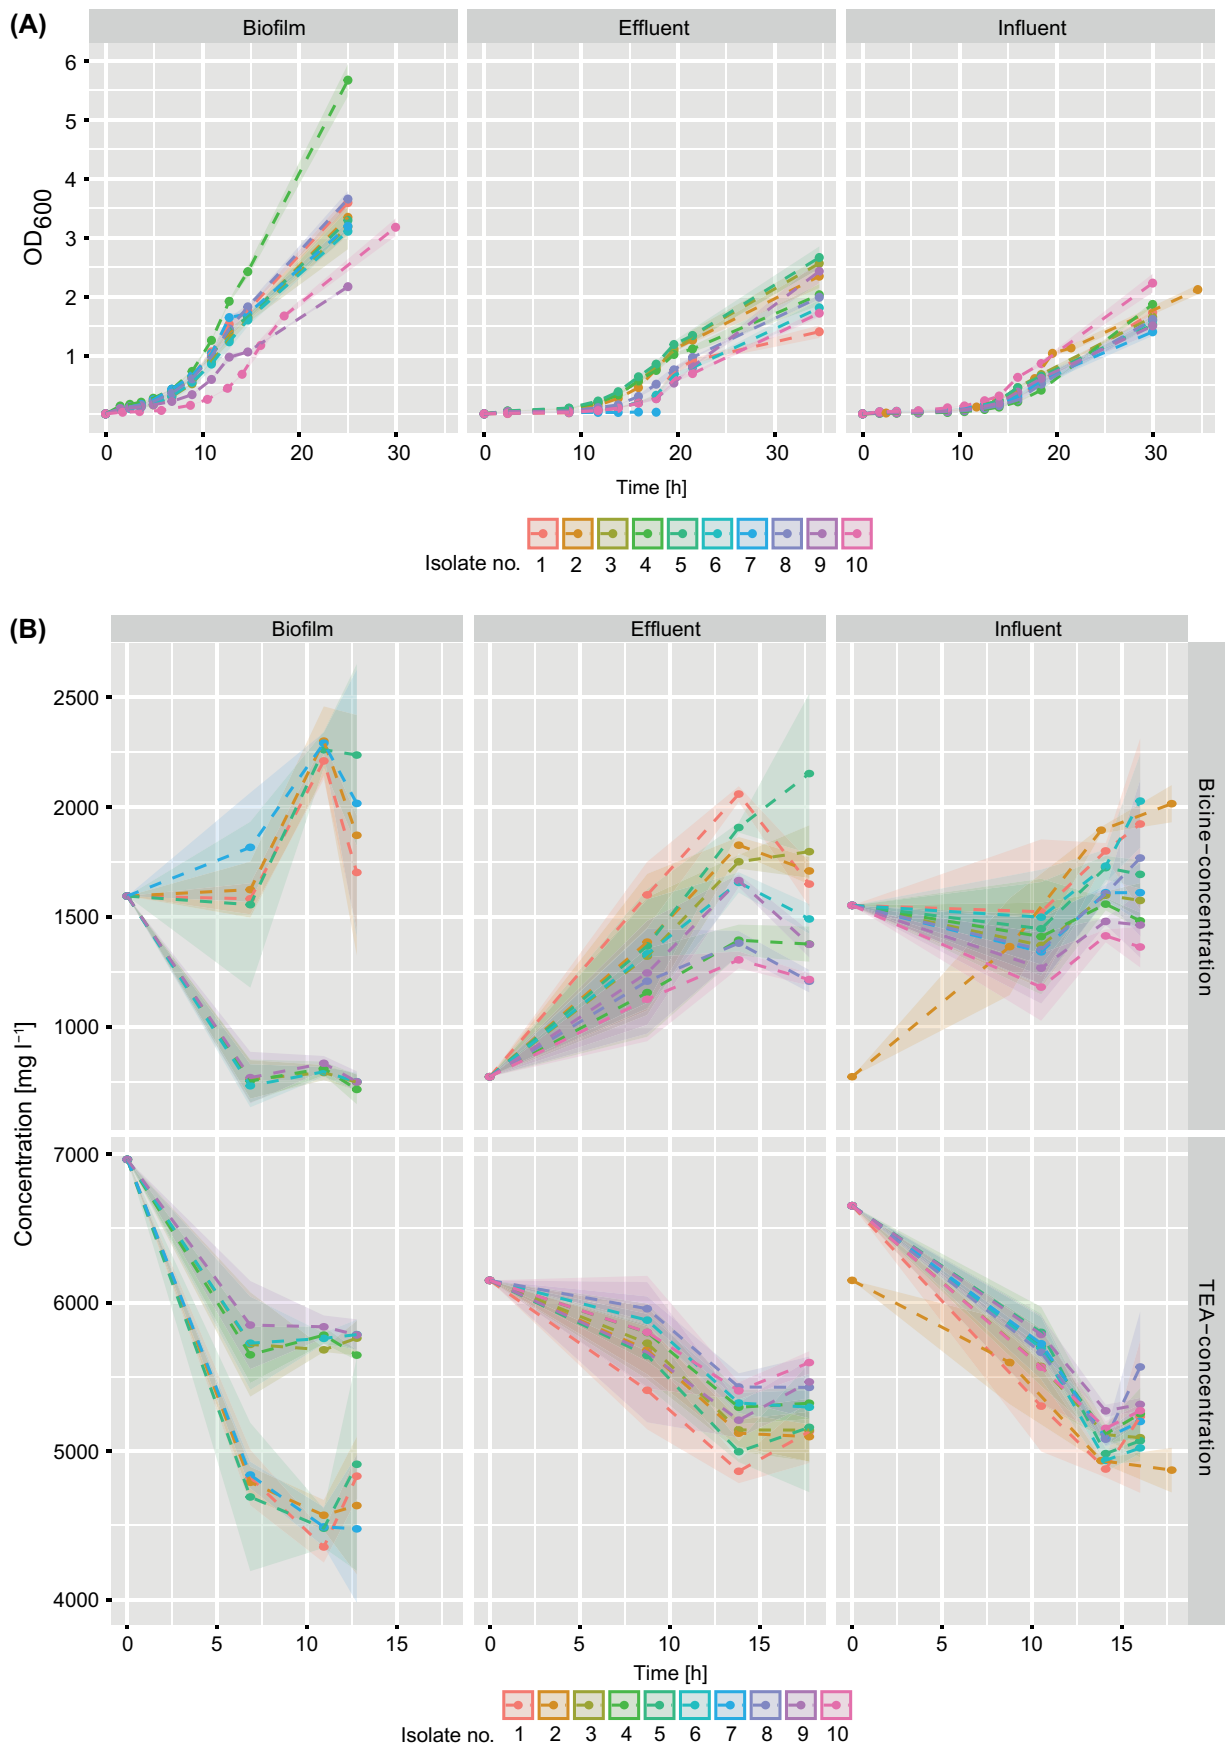 (A)
Biofilm Effluent Influent
6
5
4
3
2
1
OD600
0 10 20 30 0 10 20 30 0 10 20 30
Time [h]
Isolate no. 1 2 3 4 5 6 7 8 9 10
(B)
Biofilm Effluent Influent
2500
2000
1500
1000
Bicine-concentration
Concentration [mg l⁻¹]
7000
6000
5000
4000
TEA-concentration
0 5 10 15 0 5 10 15 0 5 10 15
Time [h]
Isolate no. 1 2 3 4 5 6 7 8 9 10